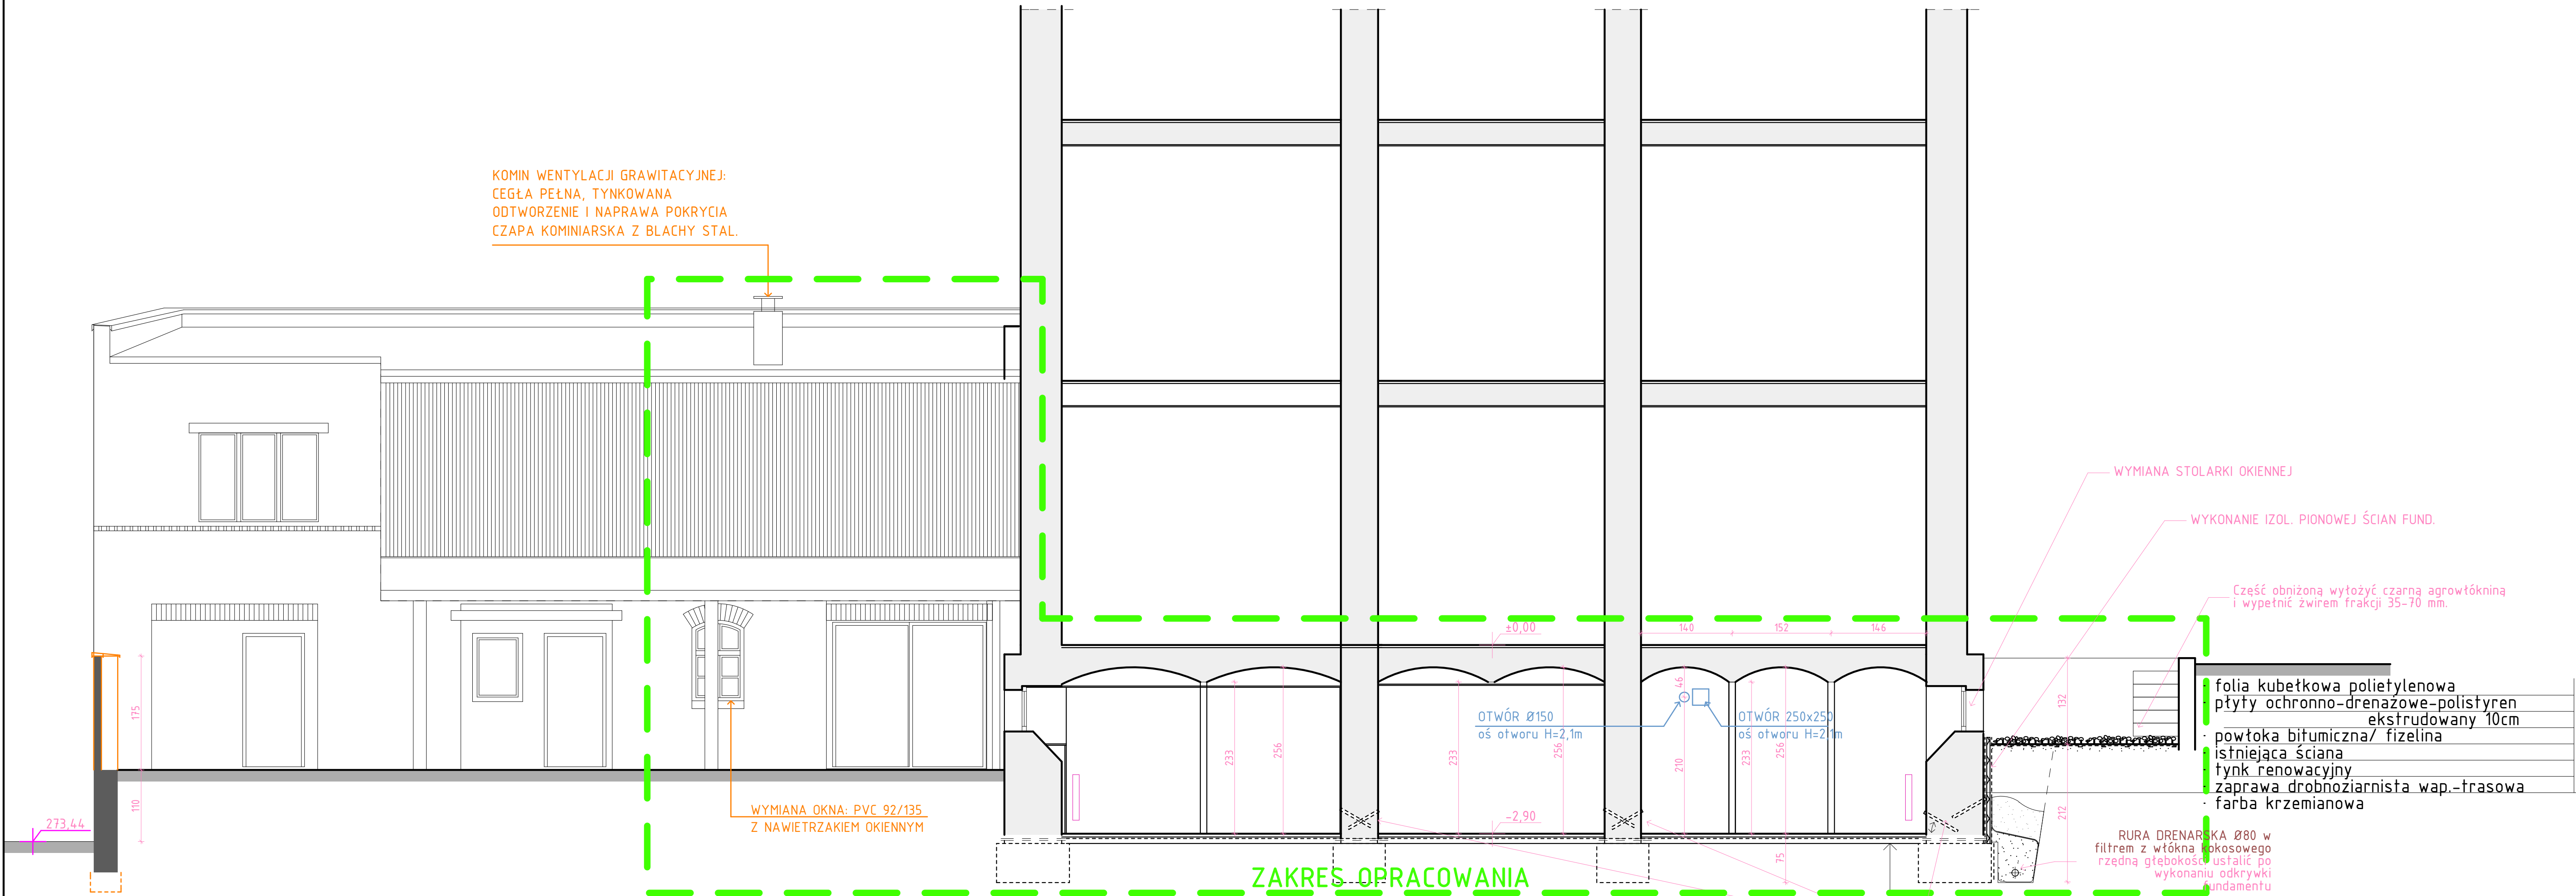 KOMIN WENTYLACJI GRAWITACYJNEJ:
CEGŁA PEŁNA, TYNKOWANA
ODTWORZENIE I NAPRAWA POKRYCIA
CZAPA KOMINIARSKA Z BLACHY STAL.
WYMIANA STOLARKI OKIENNEJ
WYKONANIE IZOL. PIONOWEJ ŚCIAN FUND.
Część obniżoną wyłożyć czarną agrowłókniną
i wypełnić żwirem frakcji 35-70 mm.
±0,00
140
152
146
46
132
175
OTWÓR Ø150
oś otworu H=2,1m
OTWÓR 250x250
oś otworu H=2,1m
233
256
233
256
210
233
256
110
WYMIANA OKNA: PVC 92/135
Z NAWIETRZAKIEM OKIENNYM
273,44
-2,90
75
212
- folia kubełkowa polietylenowa
- płyty ochronno-drenażowe-polistyren
ekstrudowany 10cm
- powłoka bitumiczna/ fizelina
- istniejąca ściana
- tynk renowacyjny
- zaprawa drobnoziarnista wap.-trasowa
- farba krzemianowa
RURA DRENARSKA Ø80 w
filtrem z włókna kokosowego
rzędną głębokości ustalić po
wykonaniu odkrywki
fundamentu
ZAKRES OPRACOWANIA